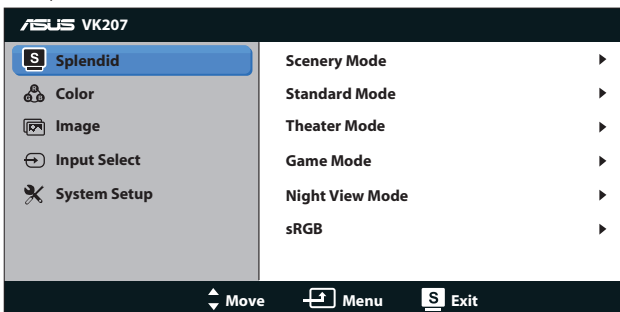 ASUS VK207
S Splendid
Color
Image
Input Select
System Setup
Scenery Mode
Standard Mode
Theater Mode
Game Mode
Night View Mode
sRGB
Move Menu S Exit